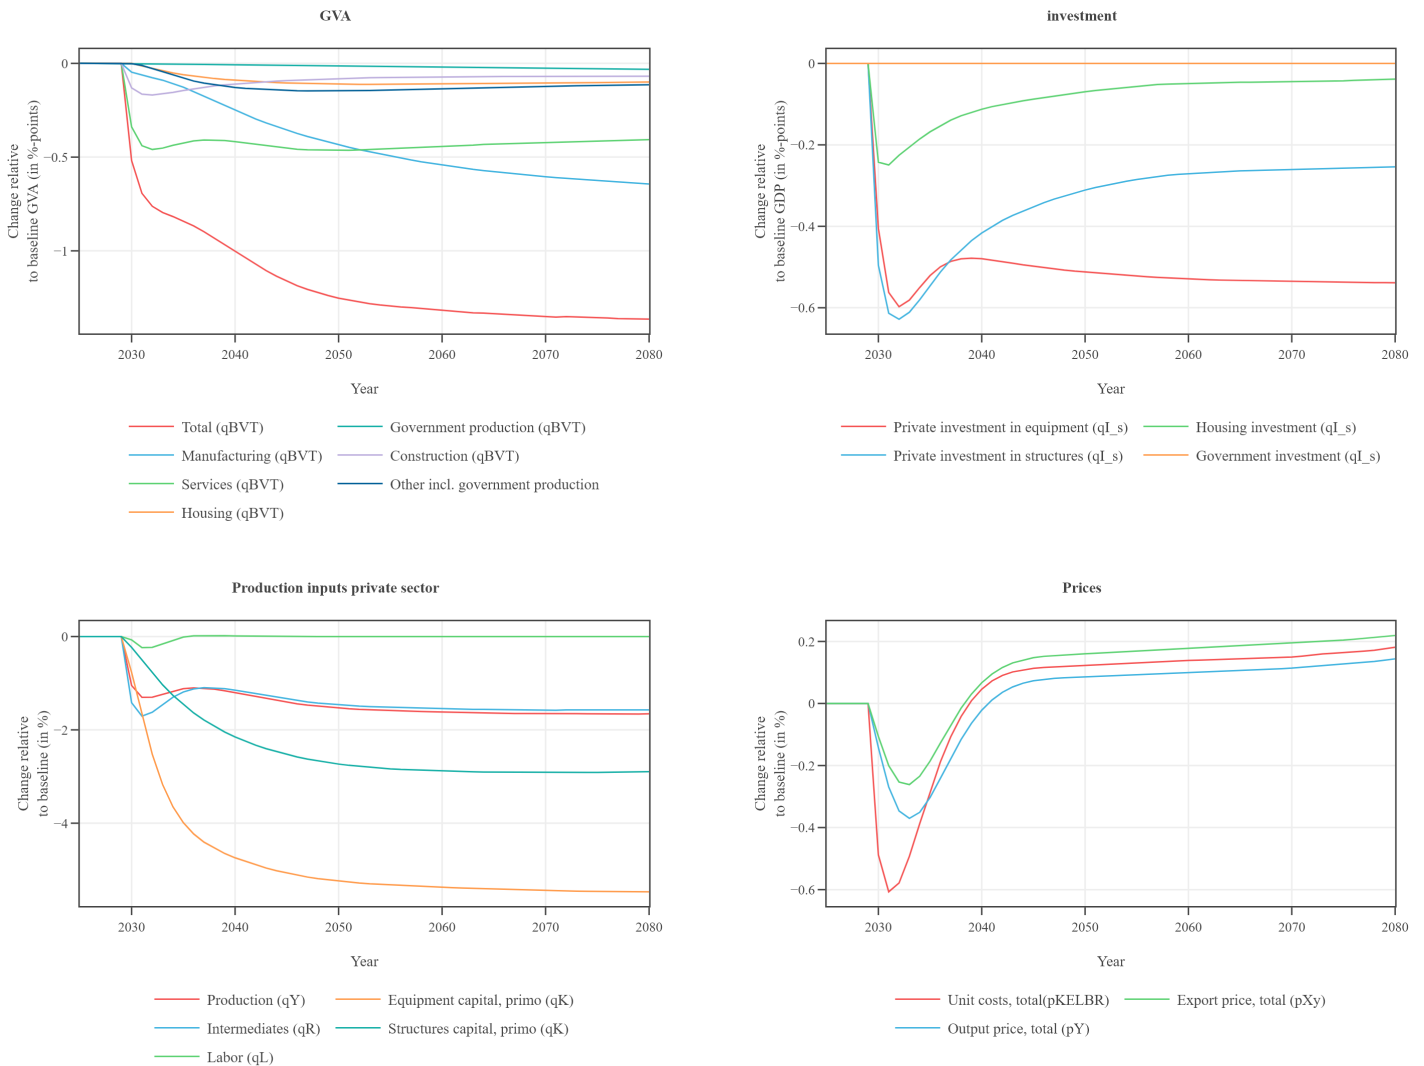 GVA
Change relative
to baseline GVA (in %-points)
0
−0.5
−1
2030 2040 2050 2060 2070 2080
Year
Total (qBVT)
Manufacturing (qBVT)
Services (qBVT)
Housing (qBVT)
Government production (qBVT)
Construction (qBVT)
Other incl. government production
investment
Change relative
to baseline GDP (in %-points)
0
−0.2
−0.4
−0.6
2030 2040 2050 2060 2070 2080
Year
Private investment in equipment (qI_s)
Private investment in structures (qI_s)
Housing investment (qI_s)
Government investment (qI_s)
Production inputs private sector
Change relative
to baseline (in %)
0
−2
−4
2030 2040 2050 2060 2070 2080
Year
Production (qY)
Intermediates (qR)
Labor (qL)
Equipment capital, primo (qK)
Structures capital, primo (qK)
Prices
Change relative
to baseline (in %)
0.2
0
−0.2
−0.4
−0.6
2030 2040 2050 2060 2070 2080
Year
Unit costs, total(pKELBR)
Output price, total (pY)
Export price, total (pXy)